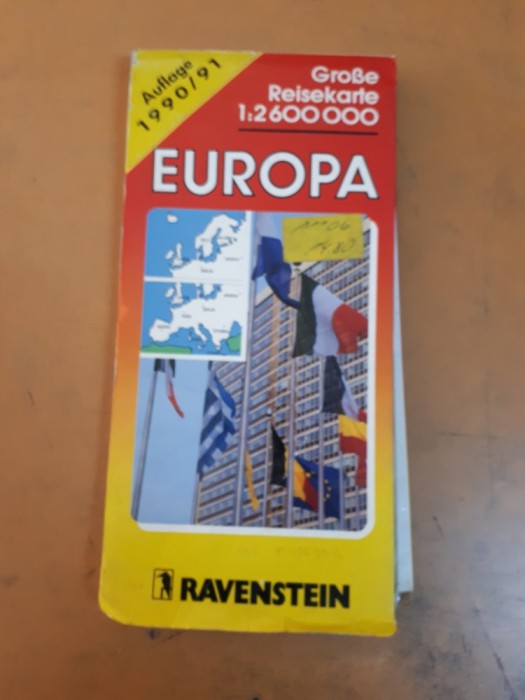 Auflage
1990/91
Große
Reisekarte
1:2 600 000
EUROPA
RAVENSTEIN